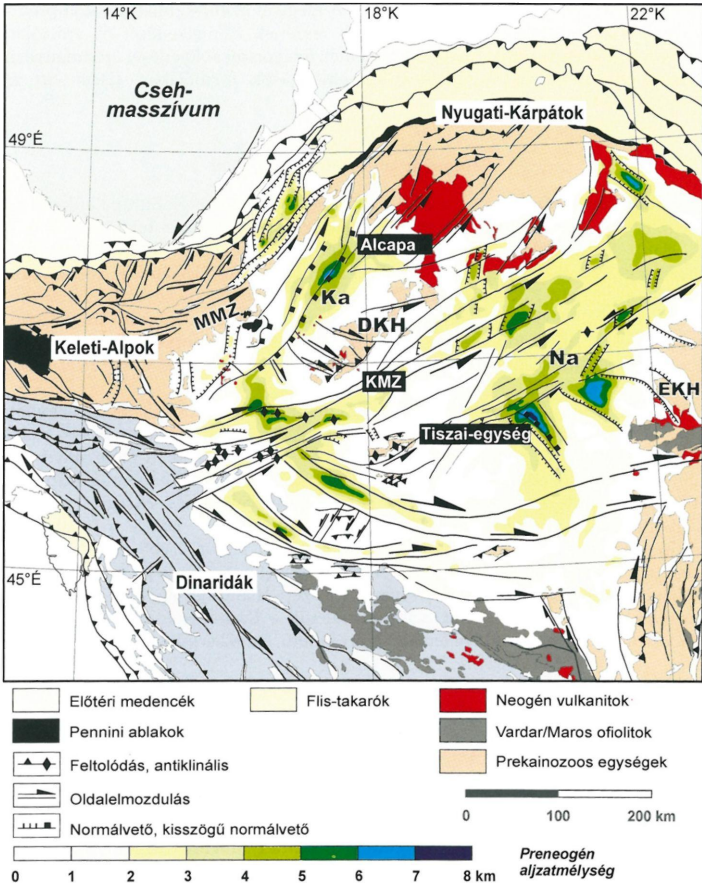 14°K
18°K
22°K
Cseh-
masszívum
Nyugati-Kárpátok
49°É
Alcapa
Ka
MMZ
DKH
Keleti-Alpok
Na
KMZ
EKH
Tiszai-egység
45°É
Dinaridák
Előtéri medencék
Flis-takarók
Neogén vulkanitok
Pennini ablakok
Vardar/Maros ofiolitok
Feltolódás, antiklinális
Prekainozoos egységek
Oldalelmozdulás
Normálvető, kisszögű normálvető
0 100 200 km
0 1 2 3 4 5 6 7 8 km
Preneogén
aljzatmélység